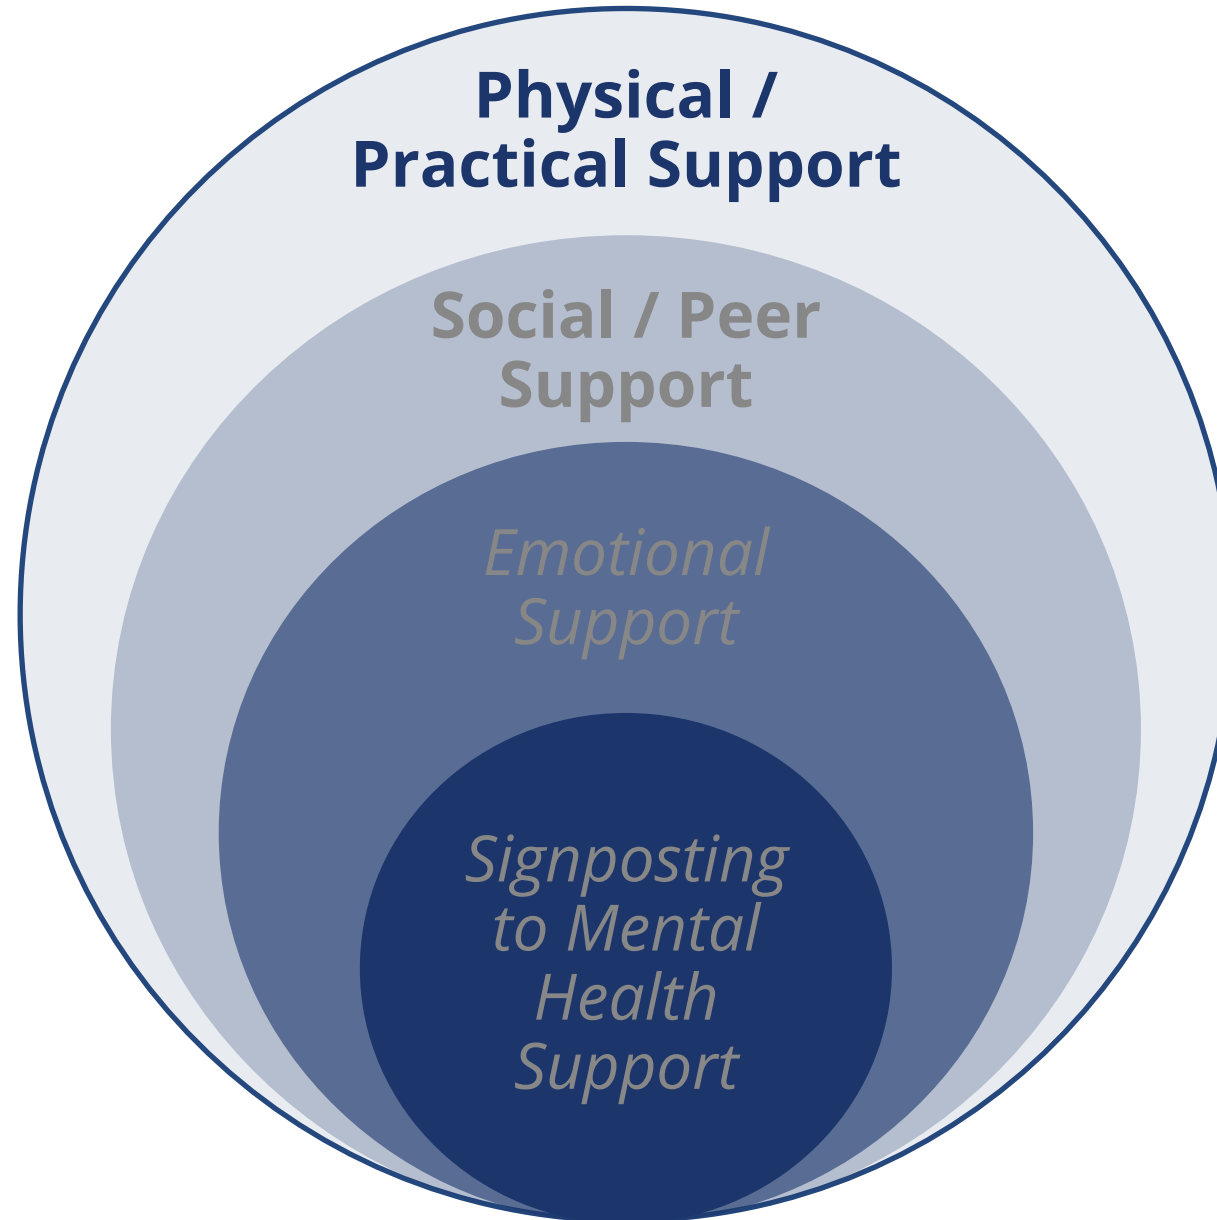 Physical /
Practical Support
Social / Peer
Support
Emotional
Support
Signposting
to Mental
Health
Support